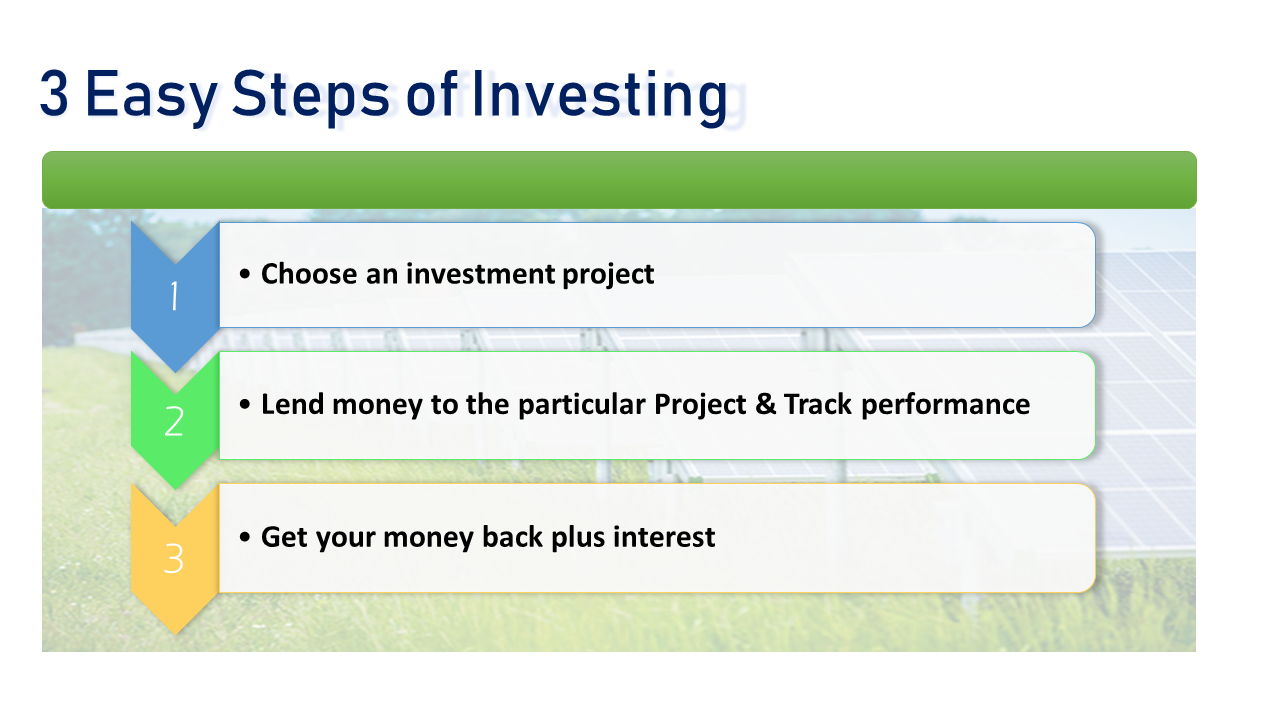 3 Easy Steps of Investing
1
• Choose an investment project
2
• Lend money to the particular Project & Track performance
3
• Get your money back plus interest